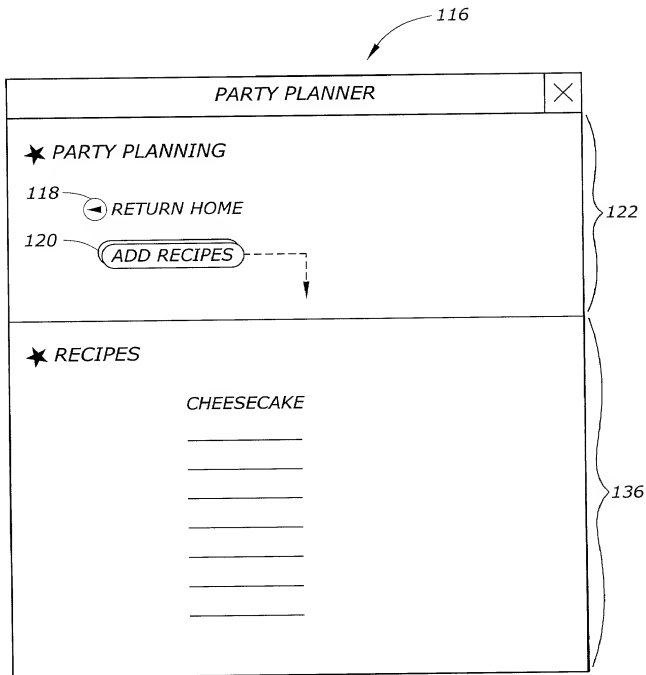 116
PARTY PLANNER
PARTY PLANNING
118
RETURN HOME
122
120
ADD RECIPES
RECIPES
CHEESECAKE
136